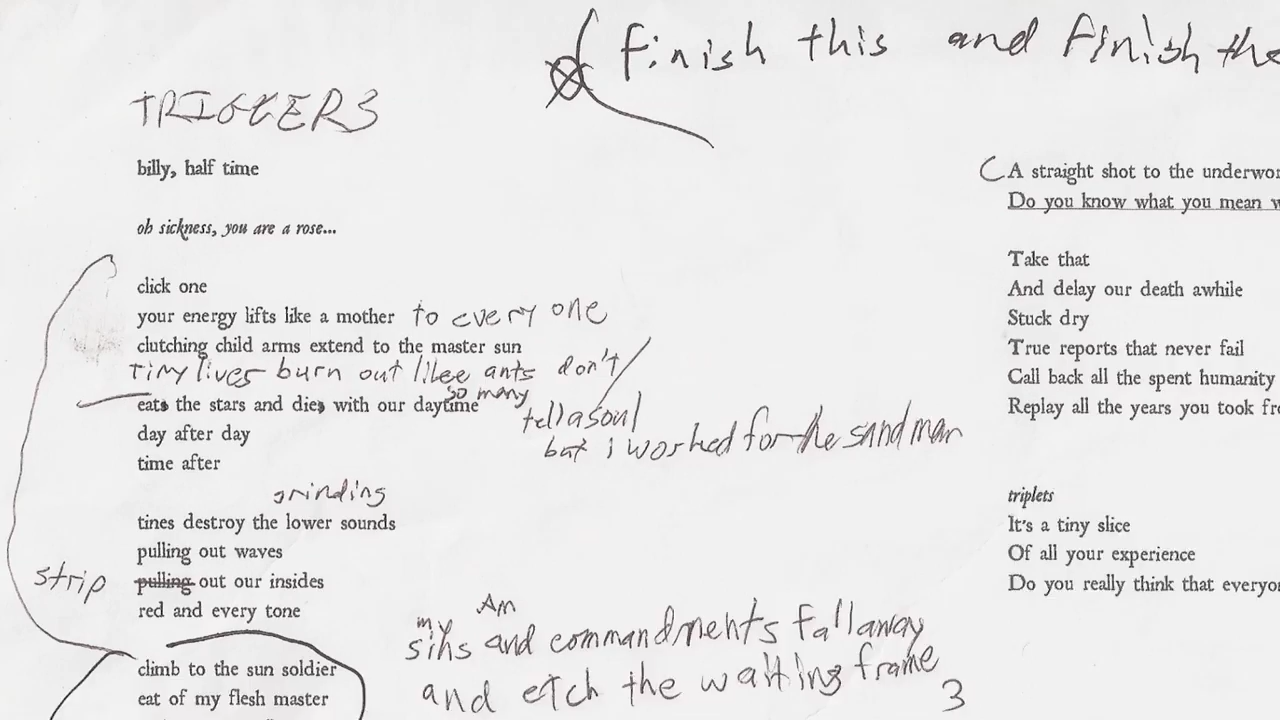 finish this and finish the
TRIGGERS
billy, half time
oh sickness, you are a rose...
click one
your energy lifts like a mother to every one
clutching child arms extend to the master sun
tiny lives burn out like ants don't/
so many
eats the stars and dies with our daytime
tell a soul
but i worked for the sandman
day after day
time after
grinding
tines destroy the lower sounds
pulling out waves
strip
pulling out our insides
red and every tone
Am
my
sins and commandments fall away
and etch the waiting frame
3
climb to the sun soldier
eat of my flesh master
C A straight shot to the underwor
Do you know what you mean w
Take that
And delay our death awhile
Stuck dry
True reports that never fail
Call back all the spent humanity
Replay all the years you took fr
triplets
It's a tiny slice
Of all your experience
Do you really think that everyo